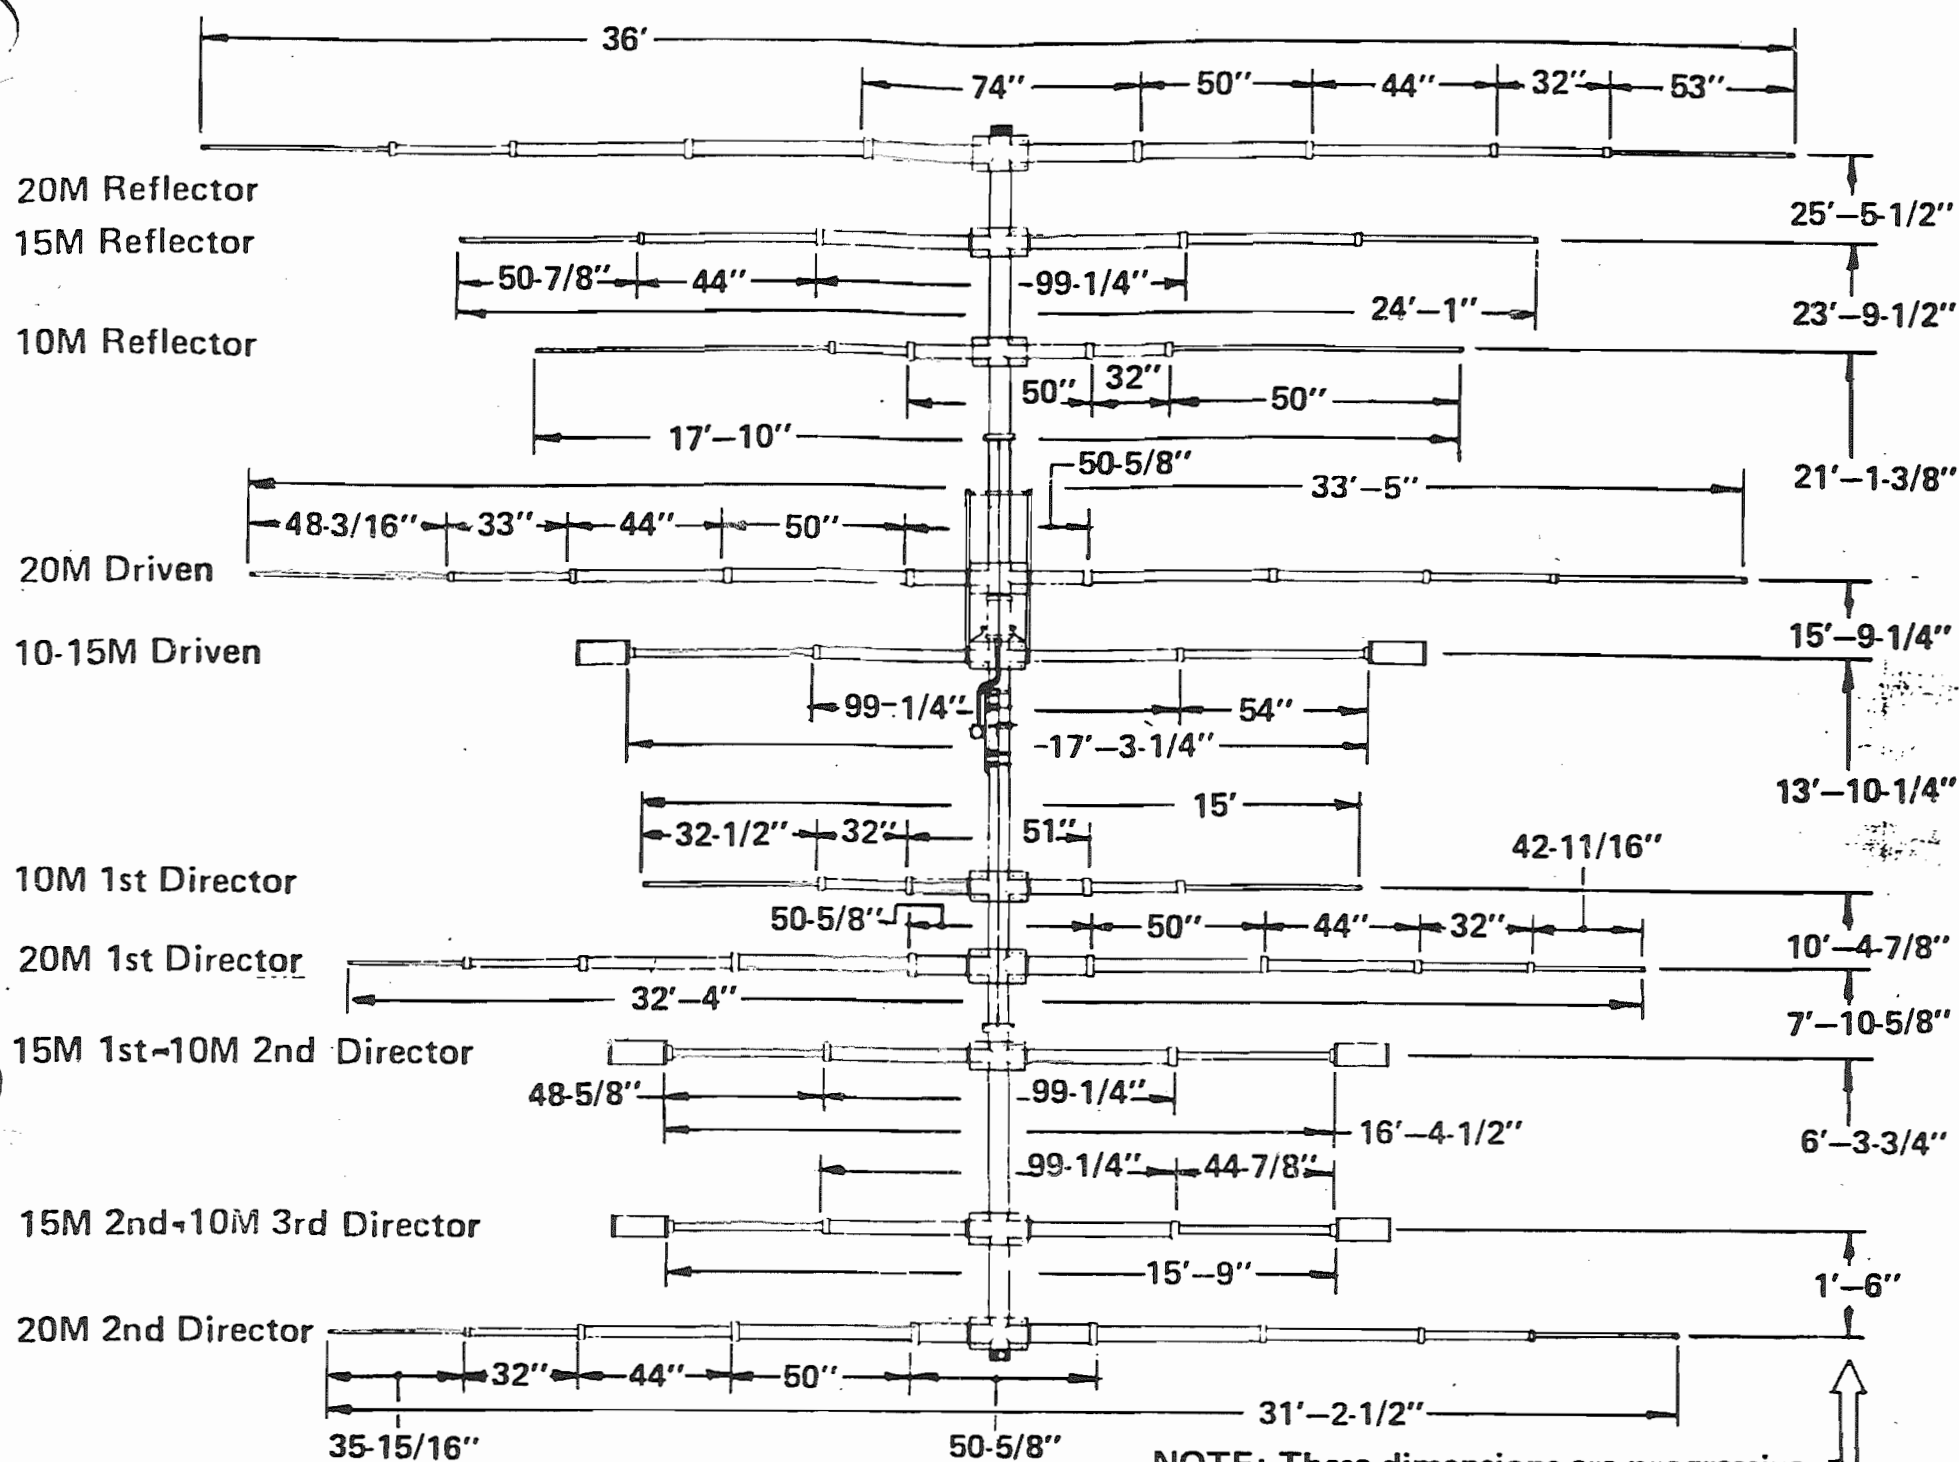 36'
74" 50" 44" 32" 53"
20M Reflector
25'–5-1/2"
15M Reflector
50-7/8" 44" 99-1/4"
24'–1"
23'–9-1/2"
10M Reflector
50" 32" 50"
17'–10"
50-5/8"
33'–5"
21'–1-3/8"
48-3/16" 33" 44" 50"
20M Driven
10-15M Driven
15'–9-1/4"
99-1/4" 54"
17'–3-1/4"
13'–10-1/4"
15'
32-1/2" 32" 51"
42-11/16"
10M 1st Director
50-5/8" 50" 44" 32"
10'–4-7/8"
20M 1st Director
32'–4"
7'–10-5/8"
15M 1st-10M 2nd Director
48-5/8" 99-1/4"
16'–4-1/2"
6'–3-3/4"
99-1/4" 44-7/8"
15M 2nd-10M 3rd Director
15'–9"
1'–6"
20M 2nd Director
32" 44" 50"
31'–2-1/2"
35-15/16" 50-5/8"
NOTE: These dimensions are progressive